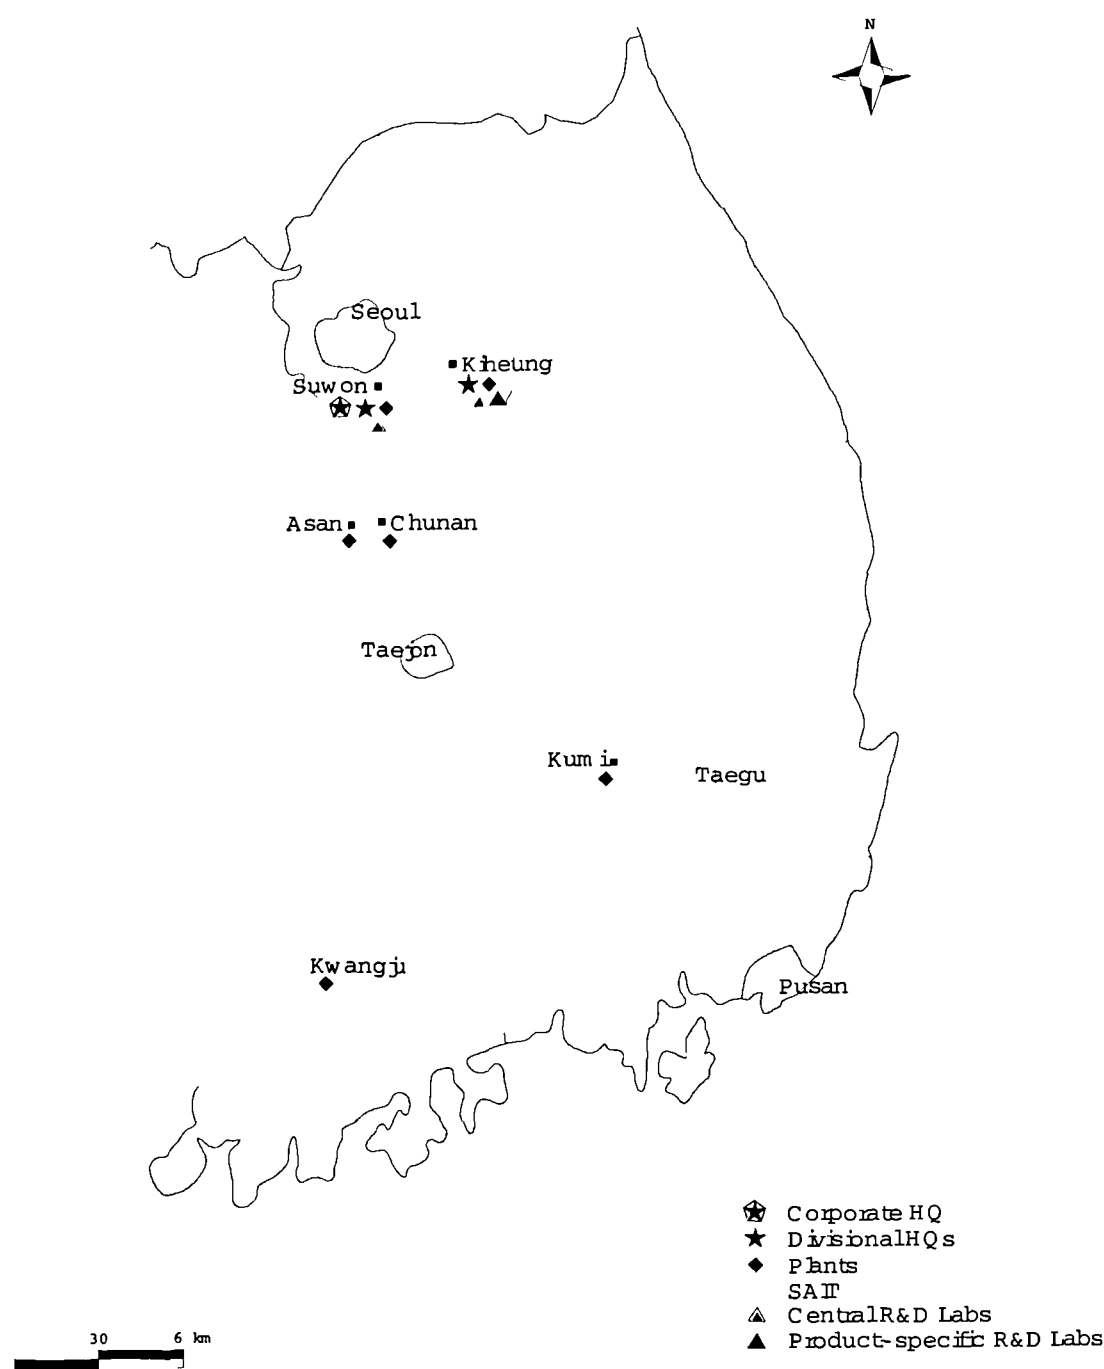 N
Seoul
Kiheung
Suwon
Asan
Chunan
Taejon
Kumi
Taegu
Kwangju
Pusan
Corporate HQ
Divisional HQs
Plants
SAIT
Central R&D Labs
Product-specific R&D Labs
30 6 km